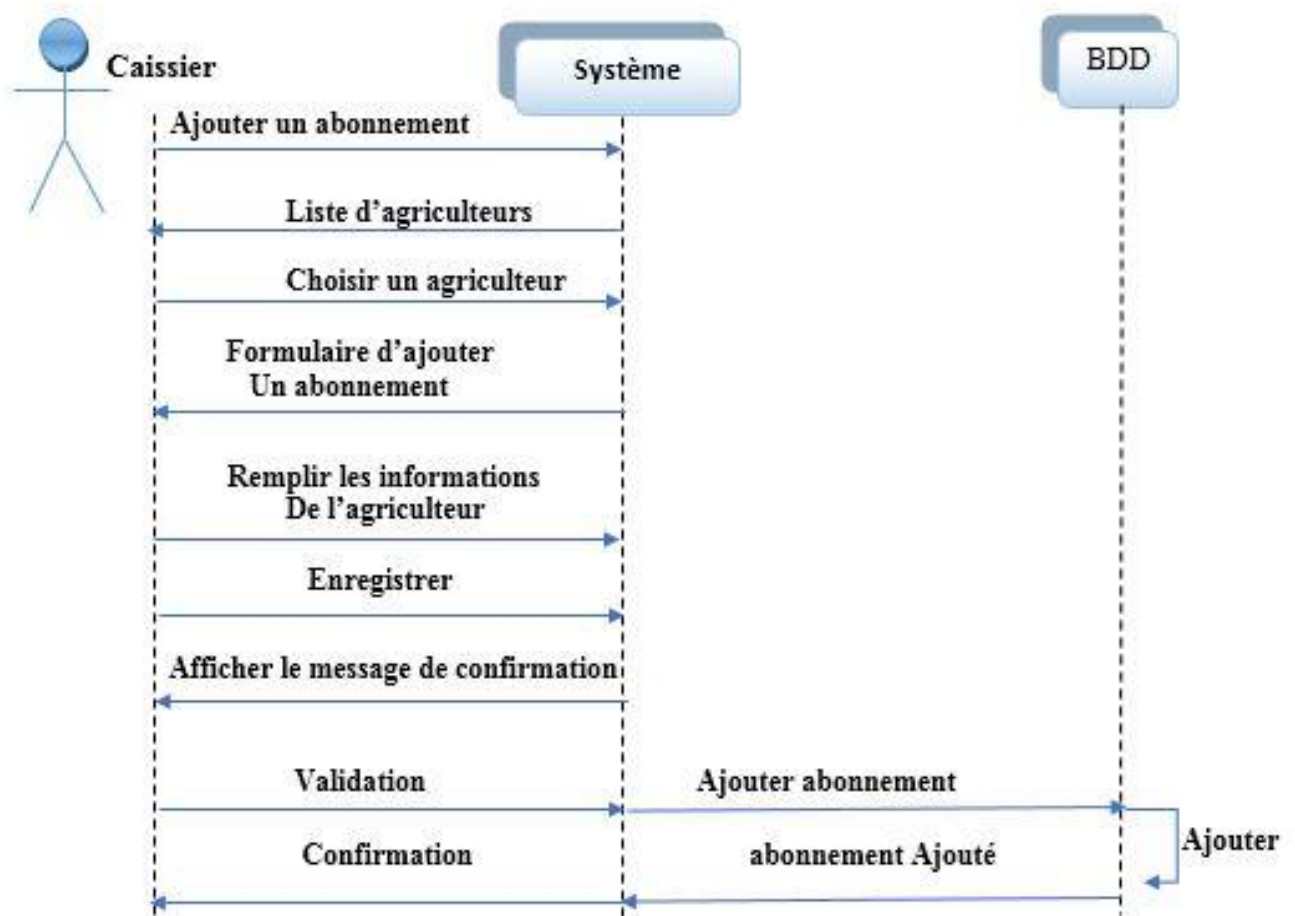 Caissier
Système
BDD
Ajouter un abonnement
Liste d'agriculteurs
Choisir un agriculteur
Formulaire d'ajouter
Un abonnement
Remplir les informations
De l'agriculteur
Enregistrer
Afficher le message de confirmation
Validation
Ajouter abonnement
Ajouter
Confirmation
abonnement Ajouté